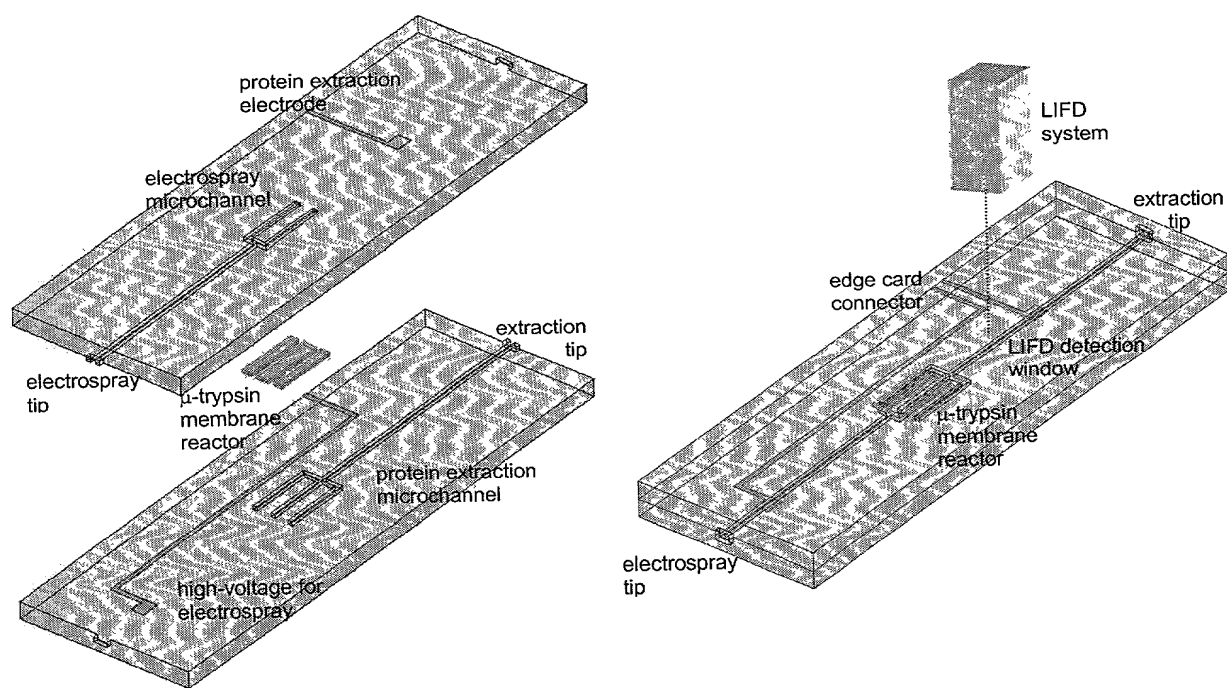 protein extraction
electrode
electrospray
microchannel
electrospray
tip
μ-trypsin
membrane
reactor
extraction
tip
protein extraction
microchannel
high-voltage for
electrospray
LIFD
system
extraction
tip
edge card
connector
LIFD detection
window
μ-trypsin
membrane
reactor
electrospray
tip